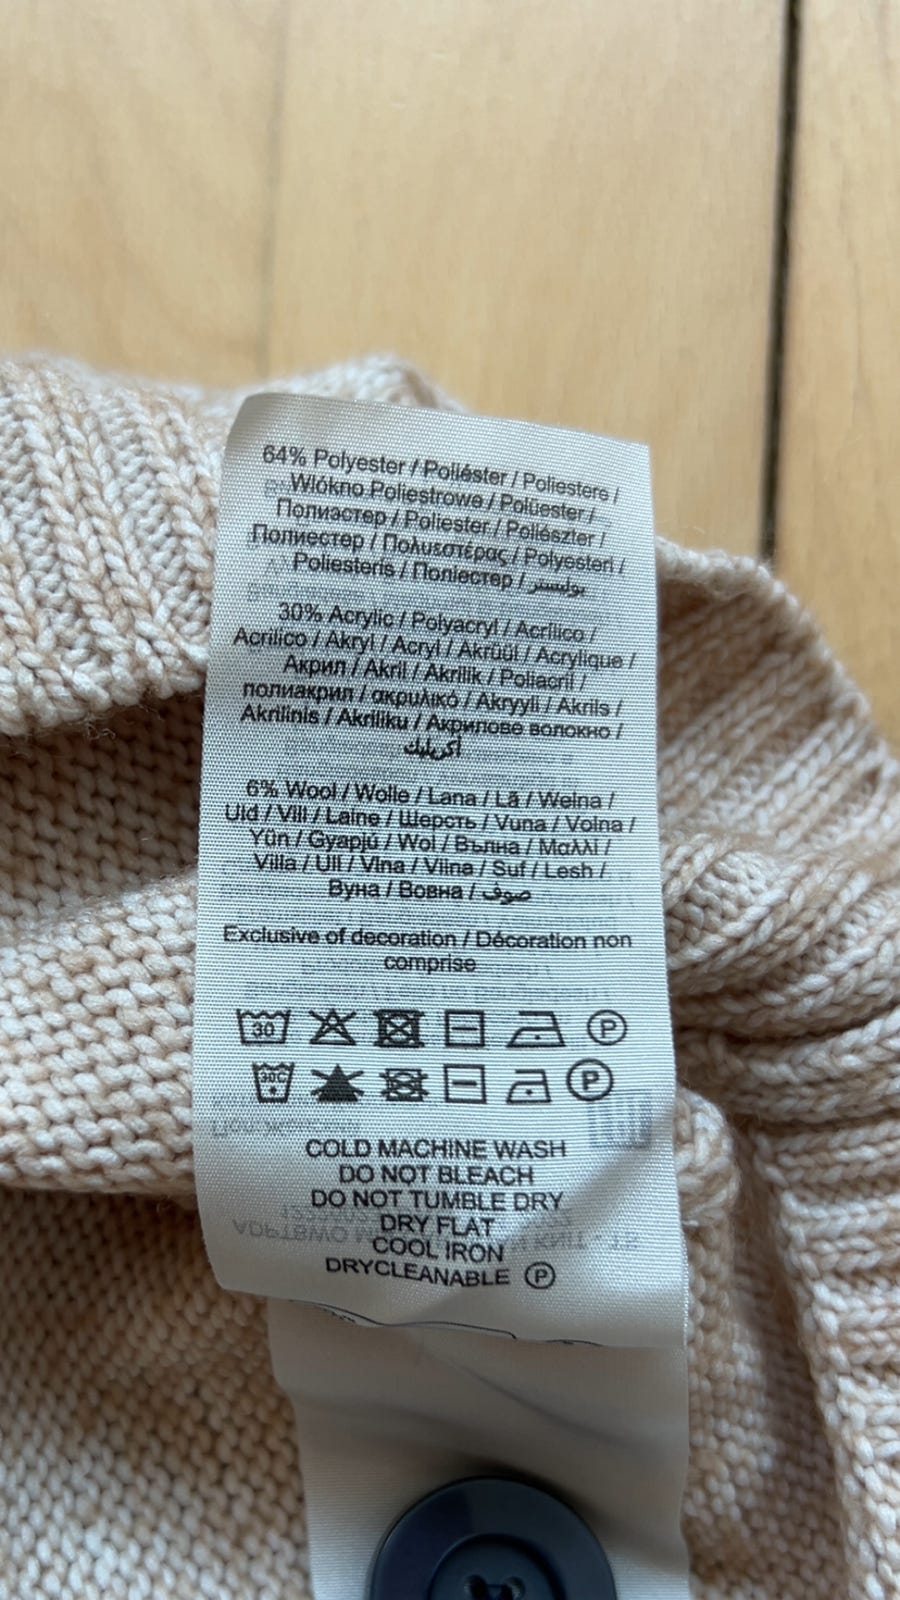 64% Polyester / Poliéster / Poliestere /
Wlókno Poliestrowe / Polüester /
Полиэстер / Poliester / Poliészter /
Полиестер / Πολυεστέρας / Polyesteri /
Poliesteris / Поліестер / بوليستر
30% Acrylic / Polyacryl / Acrílico /
Acrilico / Akryl / Acryl / Akrüül / Acrylique /
Акрил / Akril / Akrilik / Poliacril /
полиакрил / ακρυλικό / Akryyli / Akrils /
Akrilinis / Akriliku / Акрилове волокно /
أكريليك
6% Wool / Wolle / Lana / Lã / Wełna /
Uld / Vill / Laine / Шерсть / Vuna / Volna /
Yün / Gyapjú / Wol / Вълна / Μαλλί /
Villa / Ull / Vlna / Vilna / Suf / Lesh /
Вуна / Вовна / صوف
Exclusive of decoration / Décoration non
comprise
30 P
30C P
COLD MACHINE WASH
DO NOT BLEACH
DO NOT TUMBLE DRY
DRY FLAT
COOL IRON
DRYCLEANABLE P